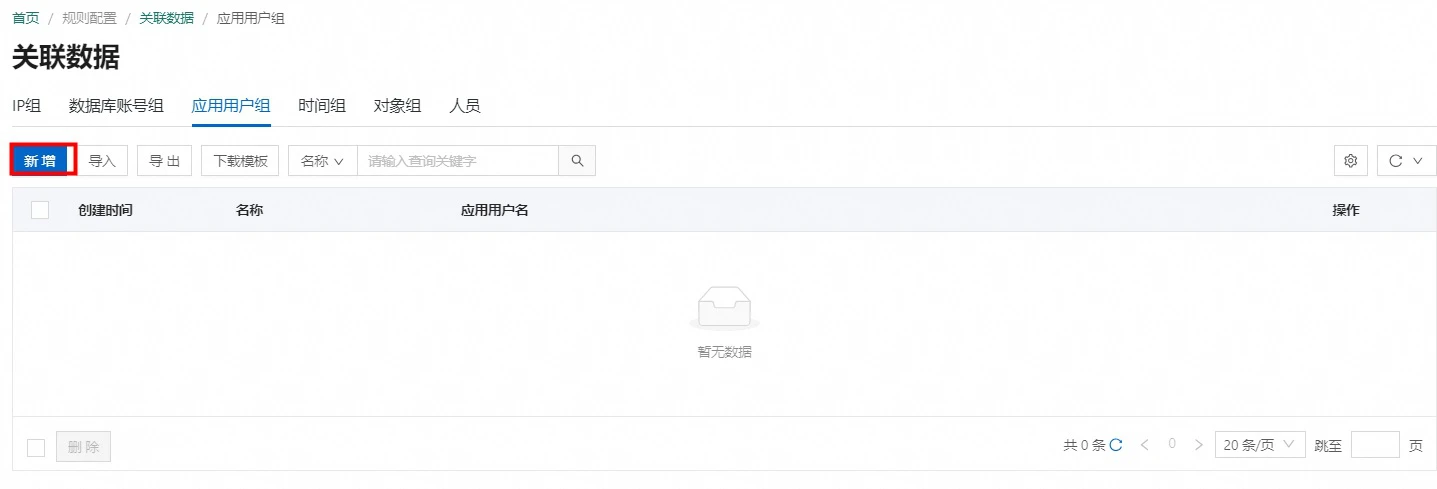 首页 / 规则配置 / 关联数据 / 应用用户组
关联数据
IP组 数据库账号组 应用用户组 时间组 对象组 人员
新增 导入 导出 下载模板 名称 请输入查询关键字
创建时间 名称 应用用户名 操作
暂无数据
删除 共 0 条 < 0 > 20 条/页 跳至 页